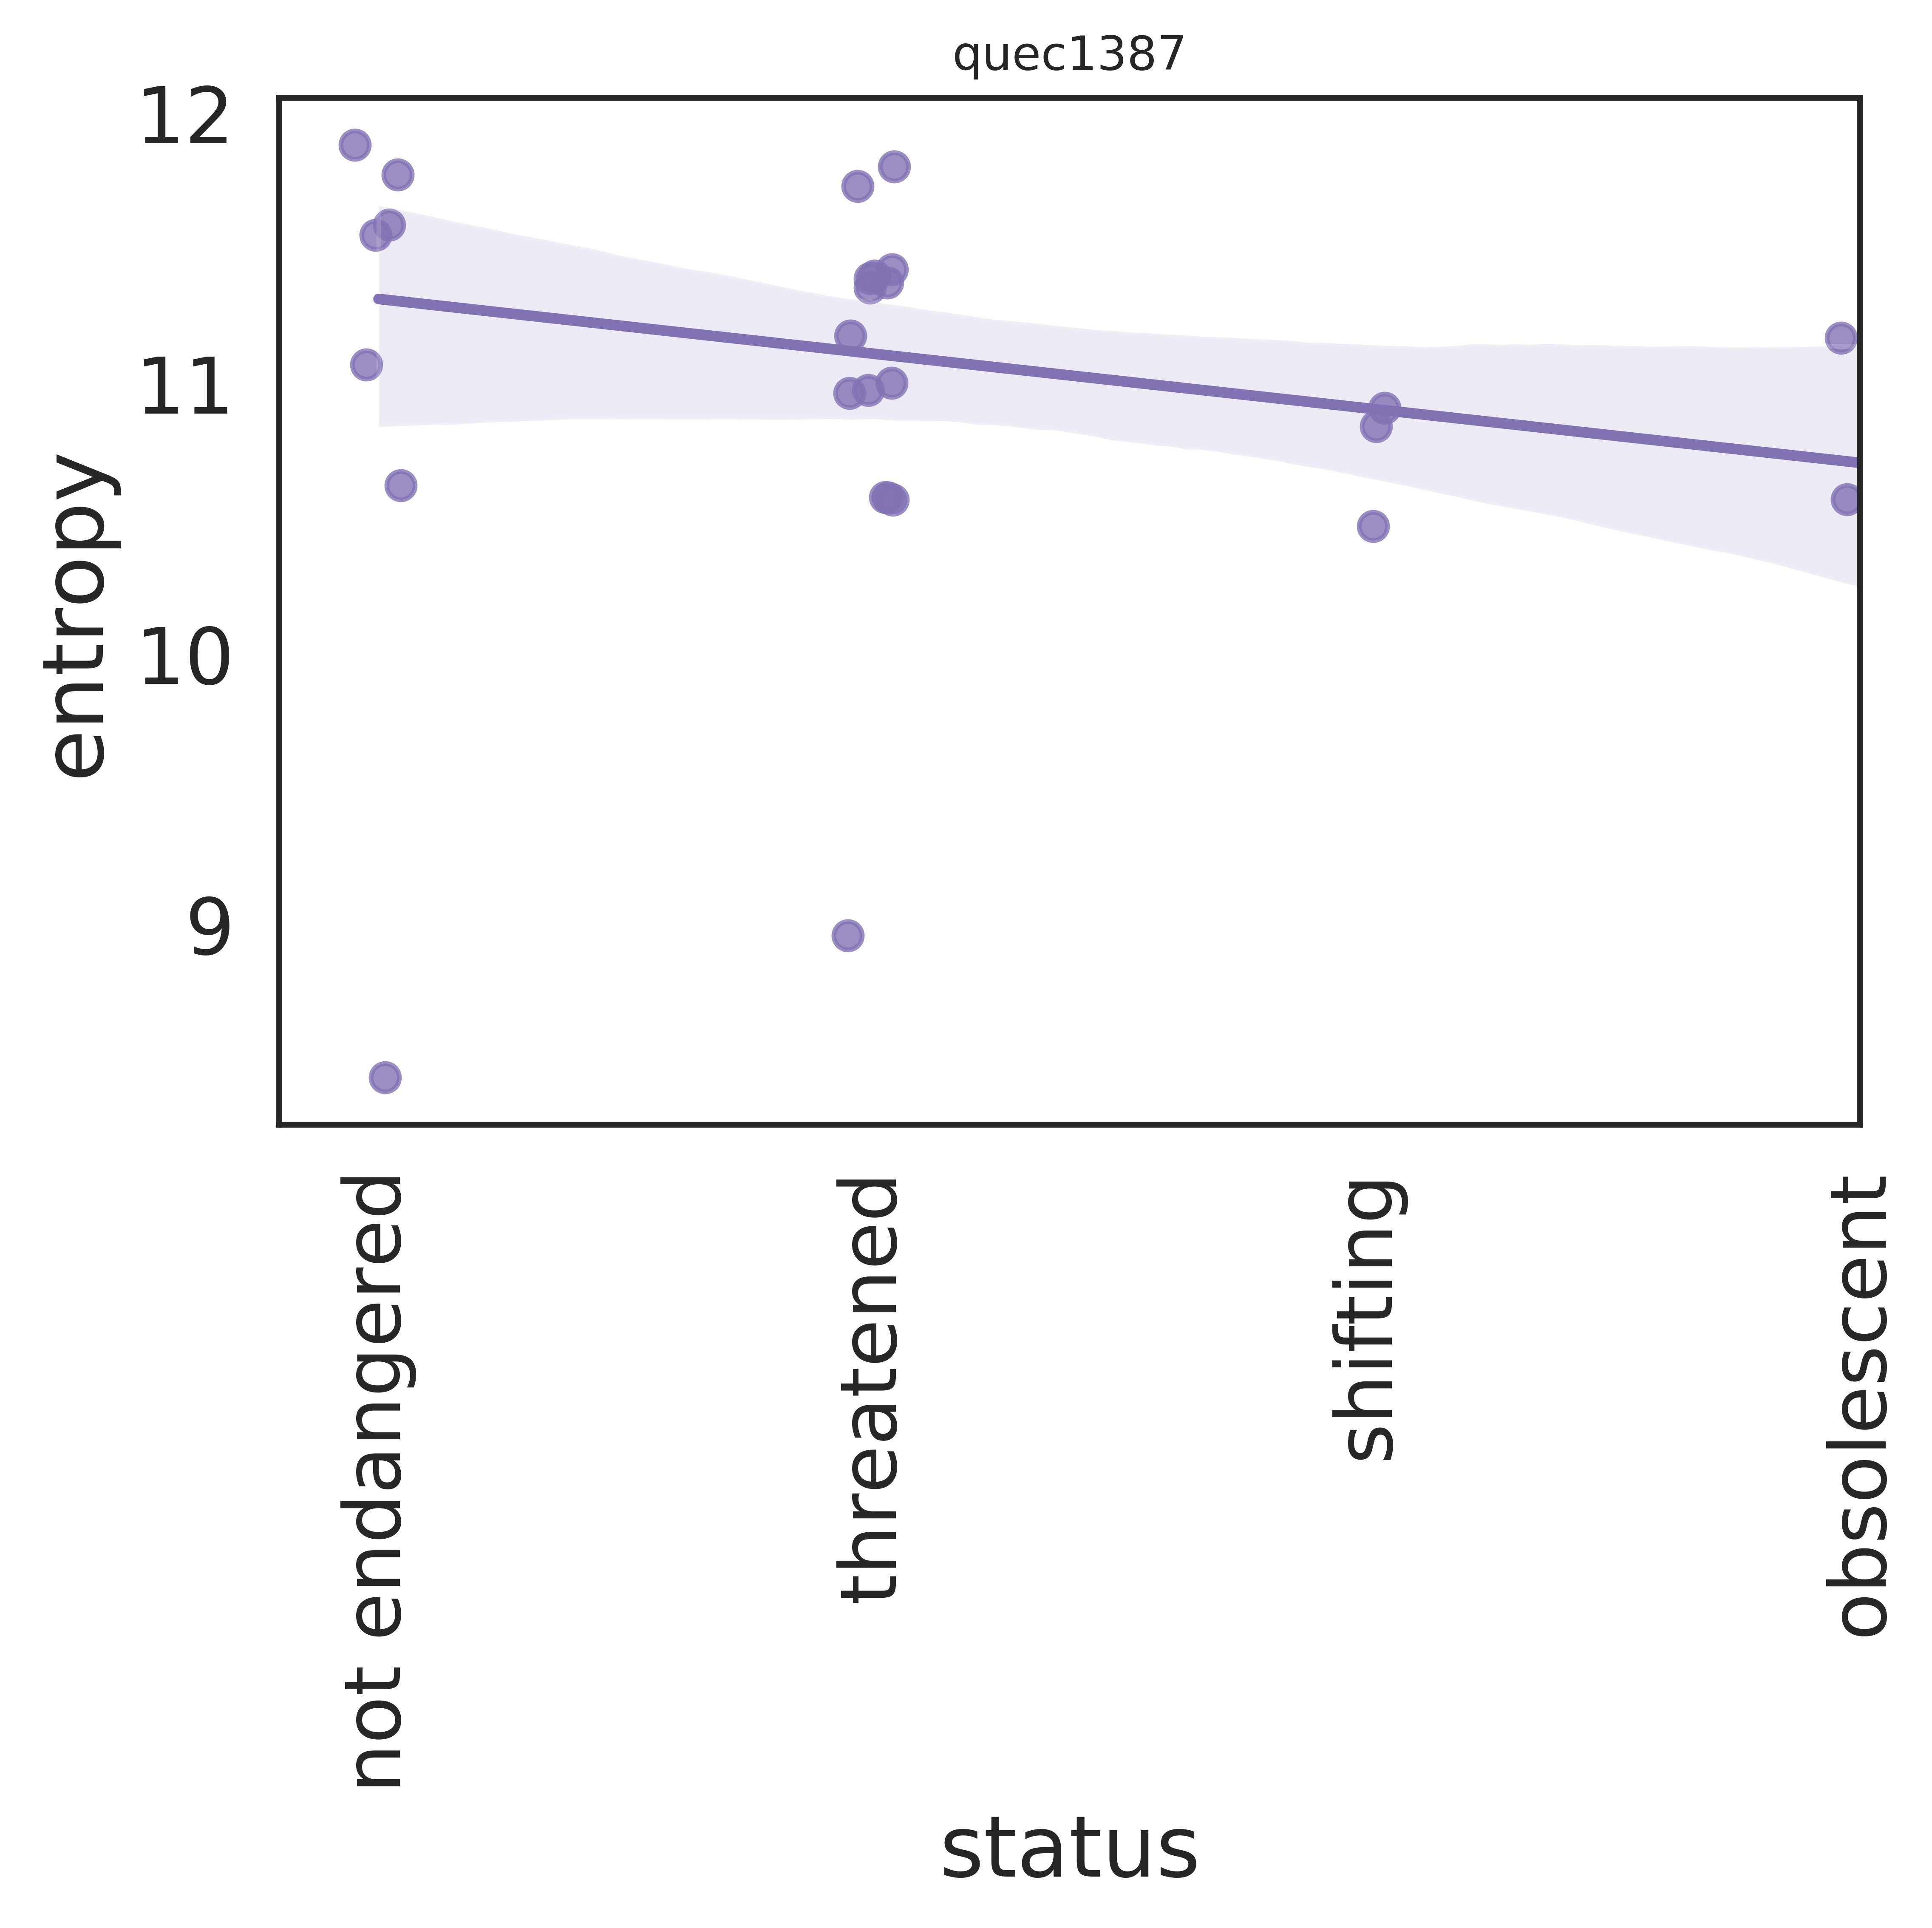 quec1387
12
11
10
9
entropy
not endangered
threatened
shifting
obsolescent
status